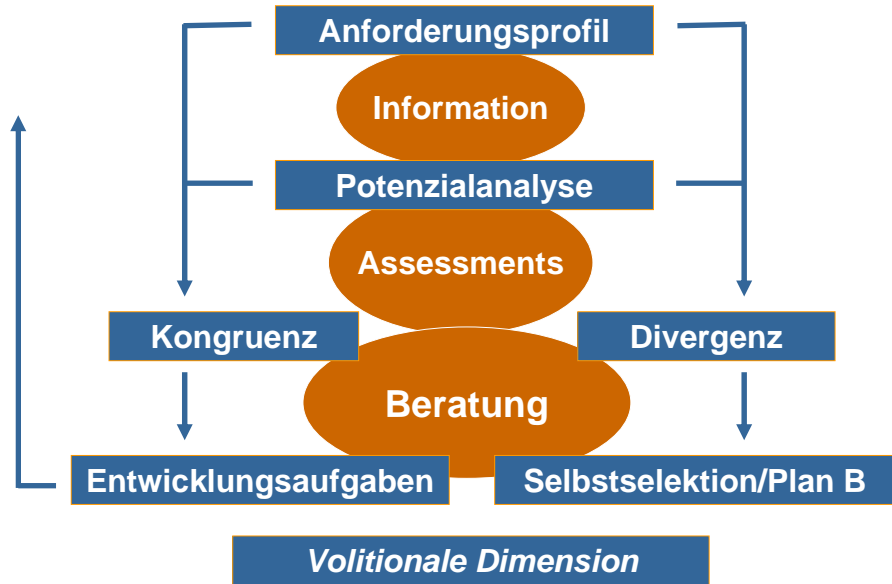 Anforderungsprofil
Information
Potenzialanalyse
Assessments
Kongruenz
Divergenz
Beratung
Entwicklungsaufgaben
Selbstselektion/Plan B
Volitionale Dimension